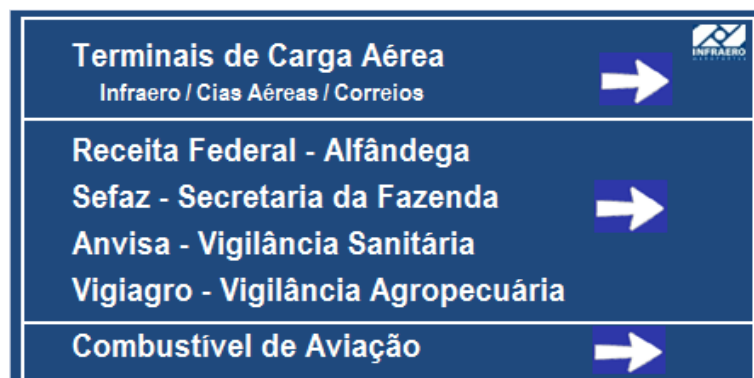 Terminais de Carga Aérea
INFRAERO
Infraero / Cias Aéreas / Correios
Receita Federal - Alfândega
Sefaz - Secretaria da Fazenda
Anvisa - Vigilância Sanitária
Vigiagro - Vigilância Agropecuária
Combustível de Aviação